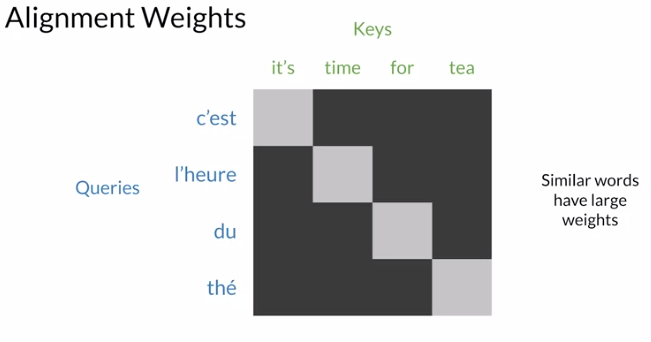 Alignment Weights
Keys
it's time for tea
c'est
l'heure
Queries
du
thé
Similar words
have large
weights